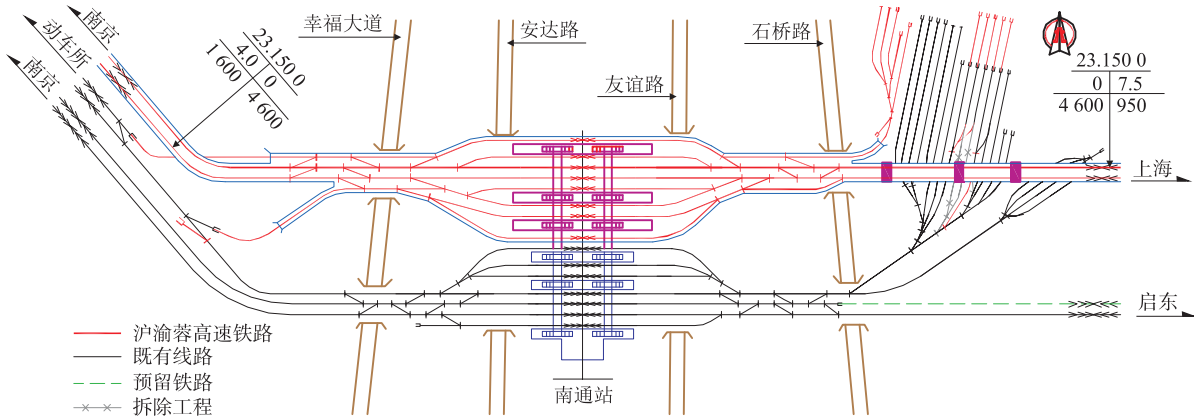 南京
动车所
南京
23.150 0
4.0 0
1 600 4 600
幸福大道
安达路
友谊路
石桥路
23.150 0
0 7.5
4 600 950
上海
启东
沪渝蓉高速铁路
既有线路
预留铁路
拆除工程
南通站